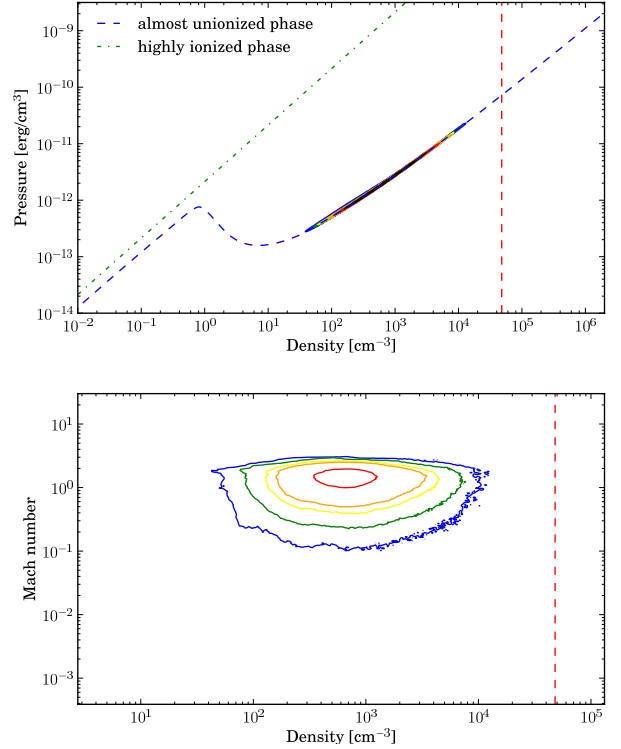 10⁻⁹
10⁻¹⁰
10⁻¹¹
10⁻¹²
10⁻¹³
10⁻¹⁴
Pressure [erg/cm³]
almost unionized phase
highly ionized phase
10⁻² 10⁻¹ 10⁰ 10¹ 10² 10³ 10⁴ 10⁵ 10⁶
Density [cm⁻³]
10¹
10⁰
10⁻¹
10⁻²
10⁻³
Mach number
10¹ 10² 10³ 10⁴ 10⁵
Density [cm⁻³]